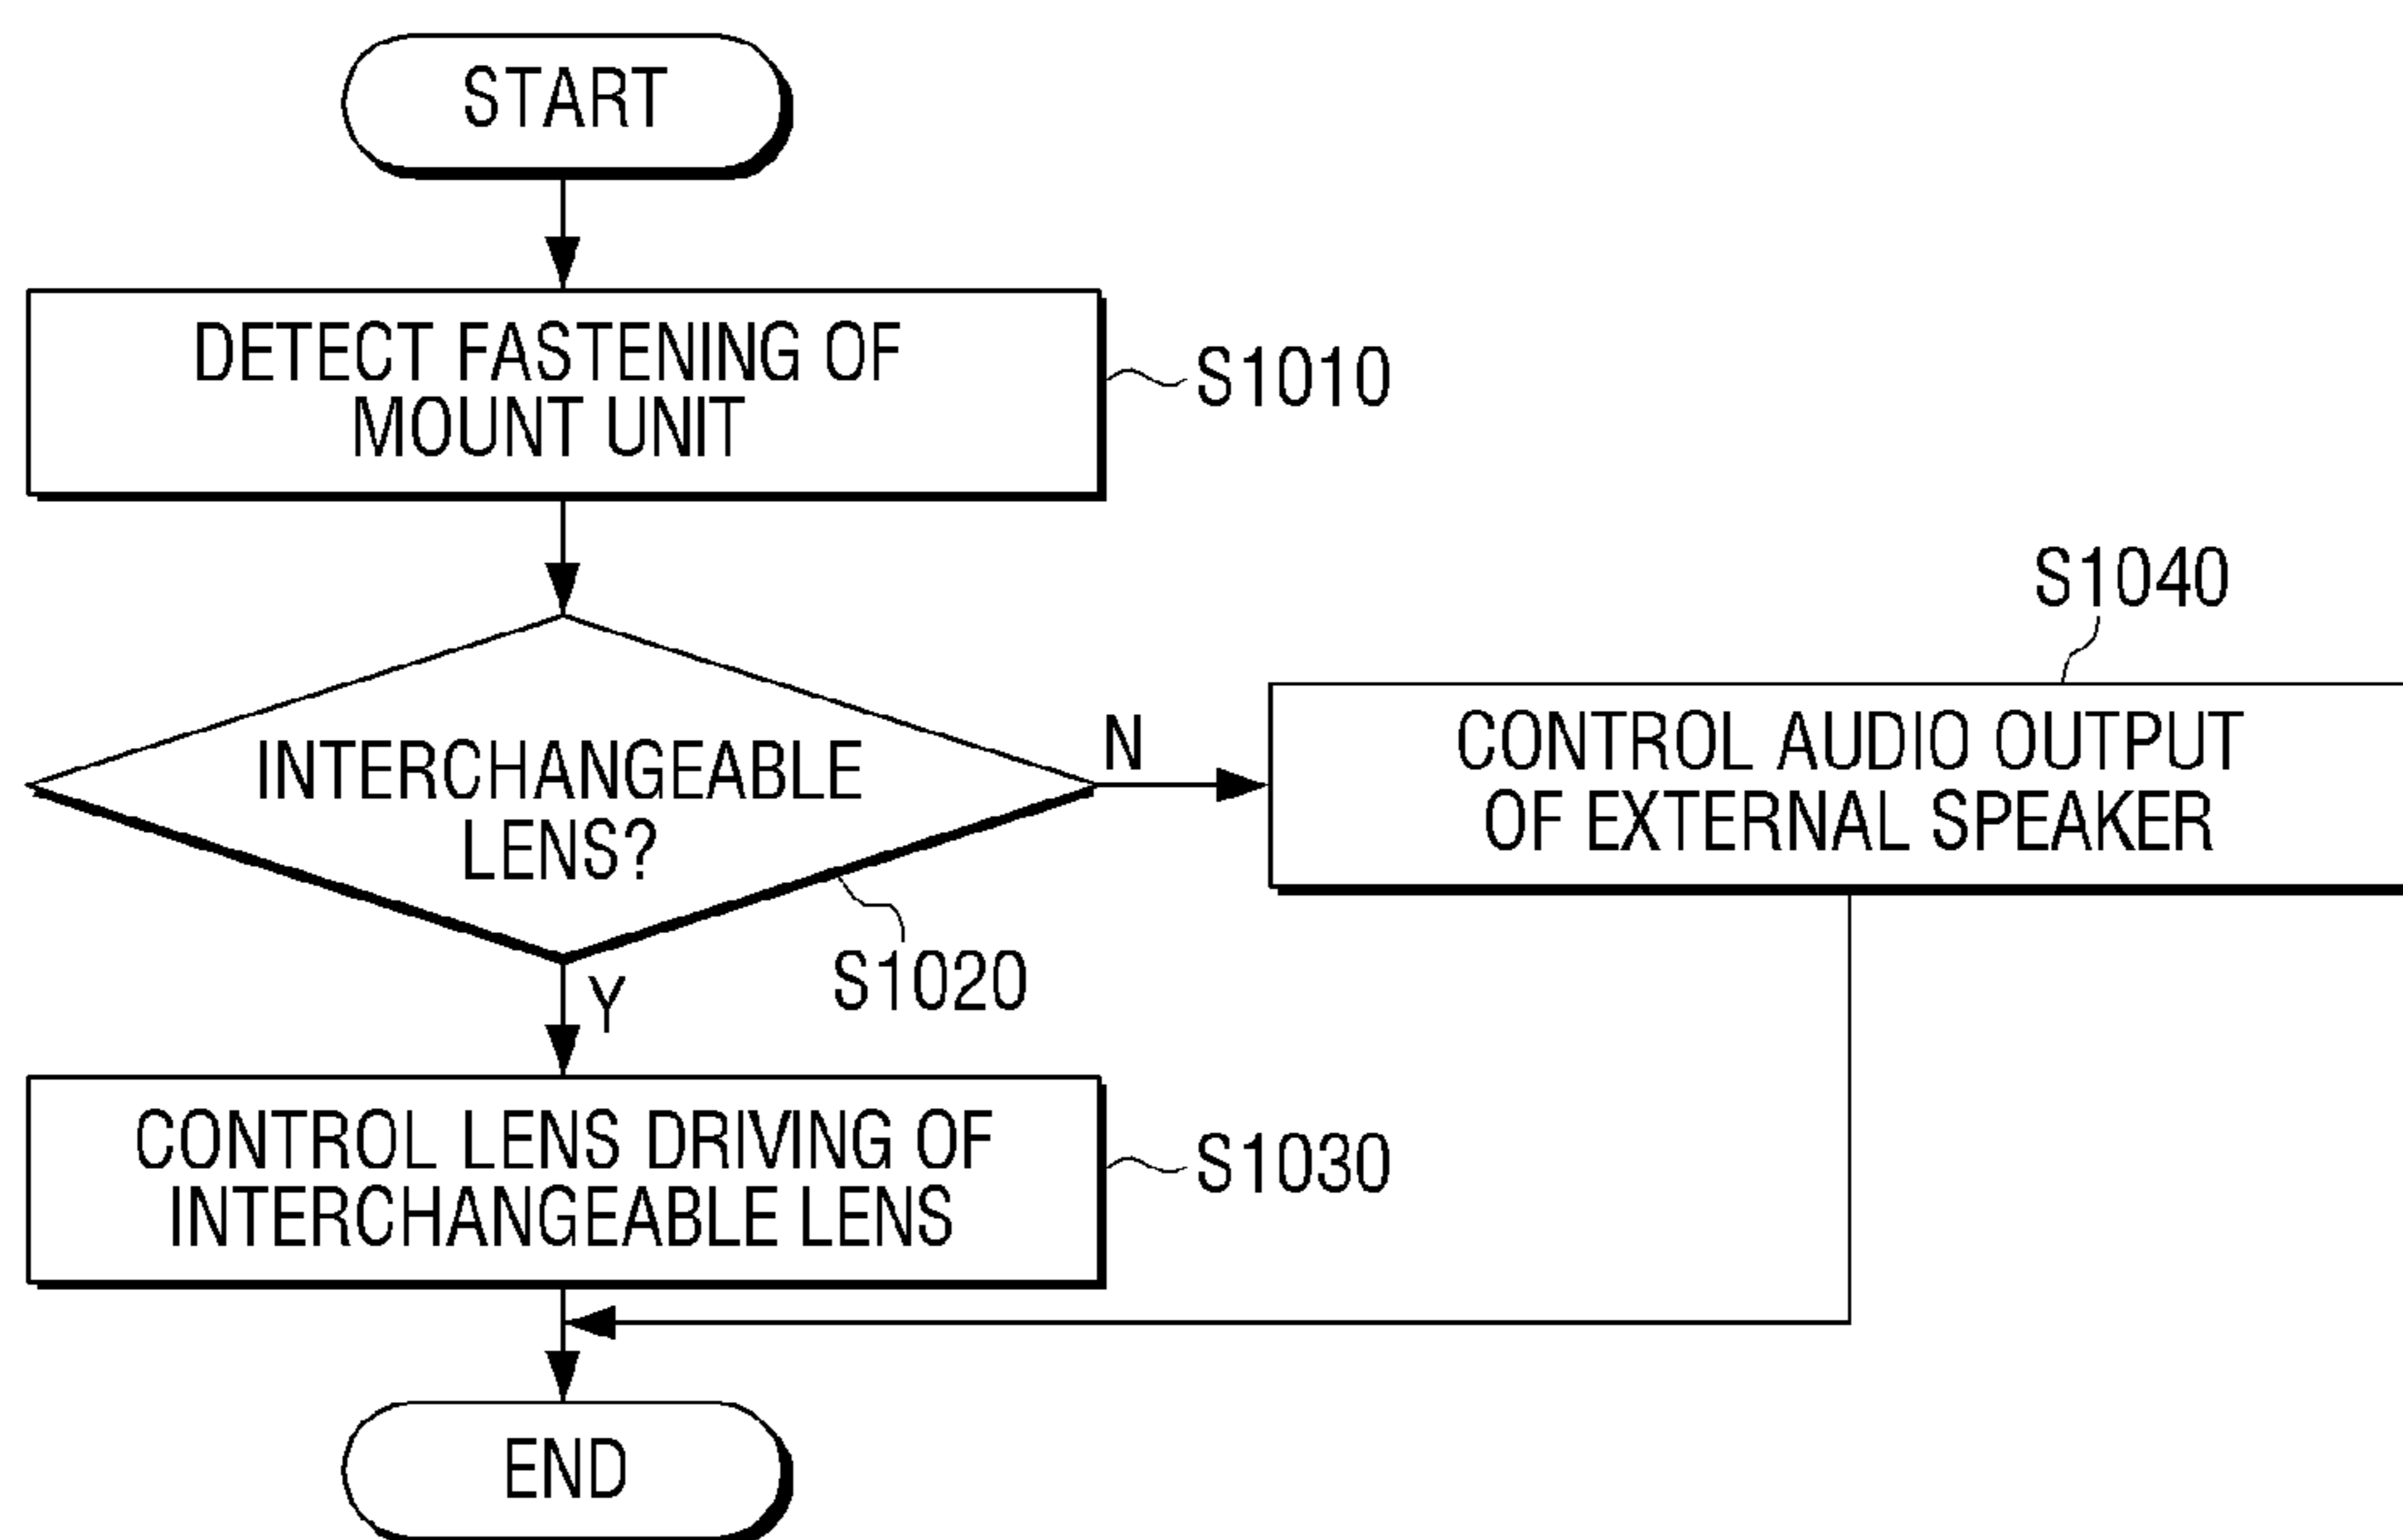 START
DETECT FASTENING OF
MOUNT UNIT
S1010
INTERCHANGEABLE
LENS?
S1020
N
CONTROL AUDIO OUTPUT
OF EXTERNAL SPEAKER
S1040
Y
CONTROL LENS DRIVING OF
INTERCHANGEABLE LENS
S1030
END